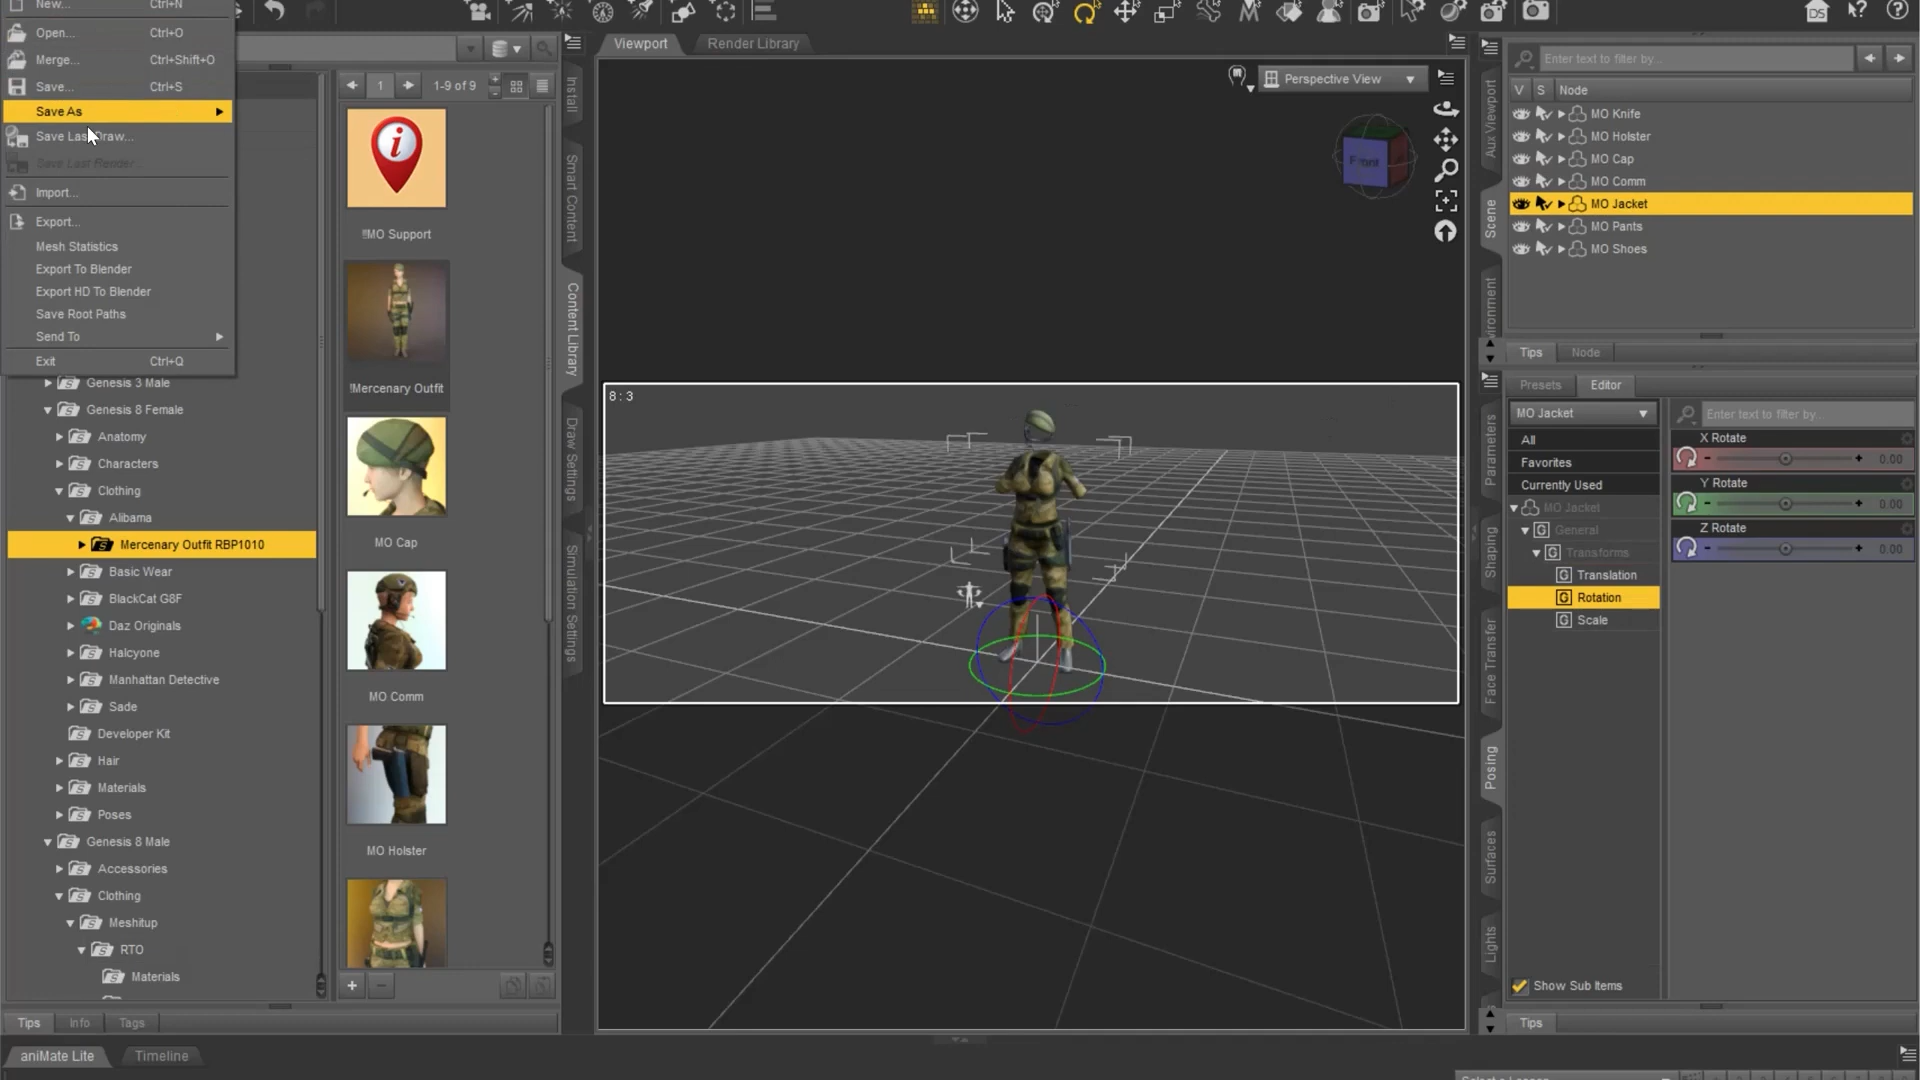 New... Ctrl+N
Open... Ctrl+O
Merge... Ctrl+Shift+O
Save... Ctrl+S
Save As
Save Last Draw...
Save Last Render...
Import...
Export...
Mesh Statistics
Export To Blender
Export HD To Blender
Save Root Paths
Send To
Exit Ctrl+Q
Genesis 3 Male
Genesis 8 Female
Anatomy
Characters
Clothing
Alibama
Mercenary Outfit RBP1010
Basic Wear
BlackCat G8F
Daz Originals
Halcyone
Manhattan Detective
Sade
Developer Kit
Hair
Materials
Poses
Genesis 8 Male
Accessories
Clothing
Meshitup
RTO
Materials
Tips Info Tags
aniMate Lite Timeline
1 1-9 of 9
!!MO Support
!Mercenary Outfit
MO Cap
MO Comm
MO Holster
Install
Smart Content
Content Library
Draw Settings
Simulation Settings
Viewport Render Library
Perspective View
Front
8 : 3
DS
Enter text to filter by...
V S Node
MO Knife
MO Holster
MO Cap
MO Comm
MO Jacket
MO Pants
MO Shoes
Aux Viewport
Scene
Tips Node
Presets Editor
MO Jacket
Enter text to filter by...
All
Favorites
Currently Used
MO Jacket
General
Transforms
Translation
Rotation
Scale
X Rotate
0.00
Y Rotate
0.00
Z Rotate
0.00
Parameters
Shaping
Face Transfer
Posing
Surfaces
Lights
Show Sub Items
Tips